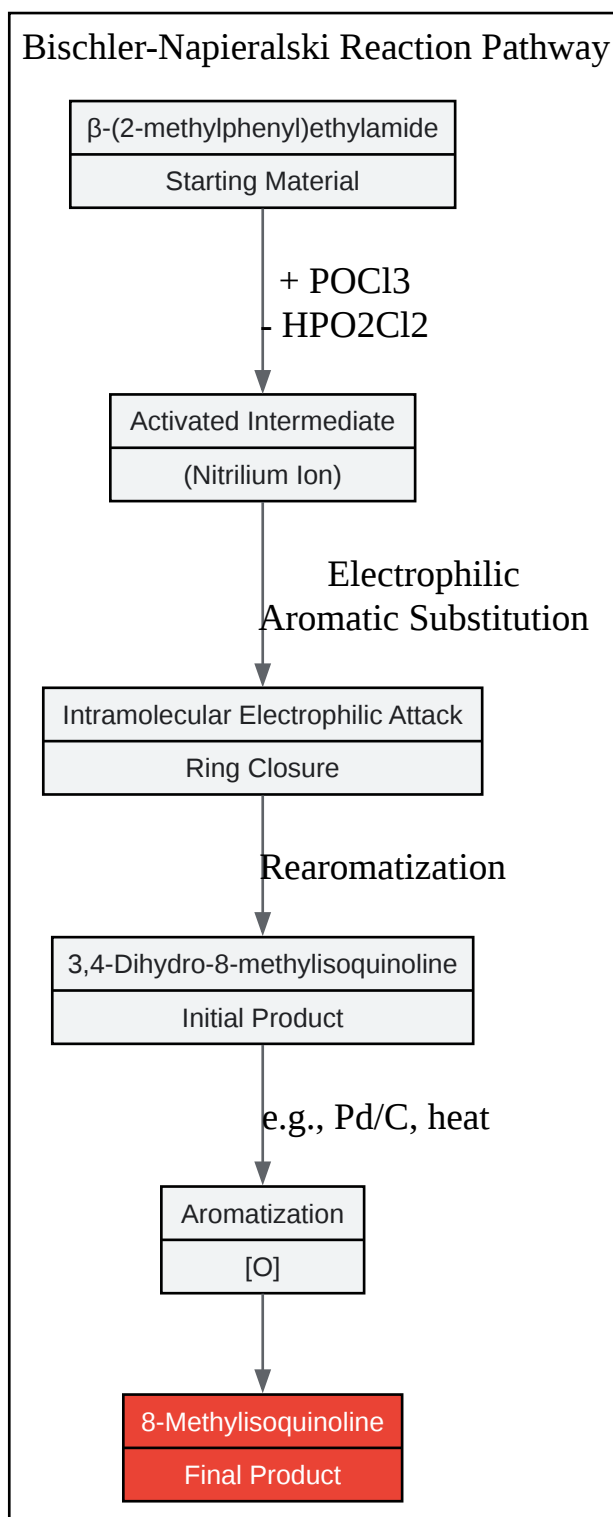 Bischler-Napieralski Reaction Pathway
β-(2-methylphenyl)ethylamide
Starting Material
+ POCl3
- HPO2Cl2
Activated Intermediate
(Nitrilium Ion)
Electrophilic
Aromatic Substitution
Intramolecular Electrophilic Attack
Ring Closure
Rearomatization
3,4-Dihydro-8-methylisoquinoline
Initial Product
e.g., Pd/C, heat
Aromatization
[O]
8-Methylisoquinoline
Final Product